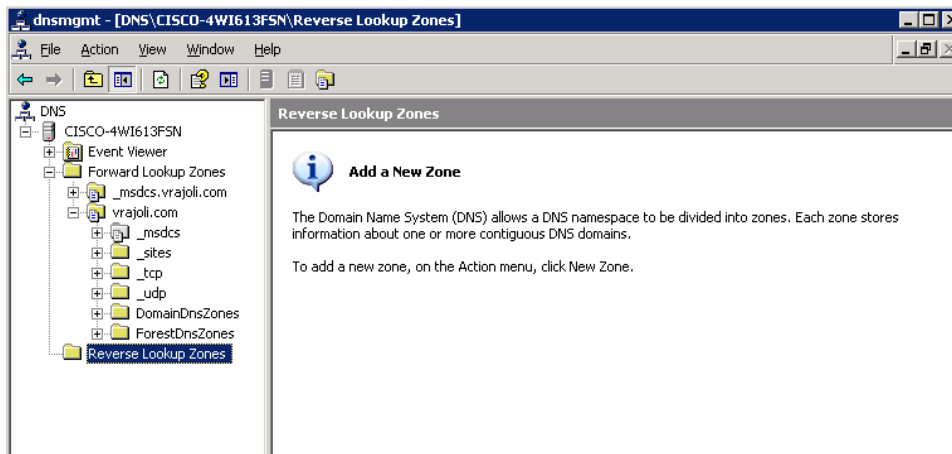 dnsmgmt - [DNS\CISCO-4WI613FSN\Reverse Lookup Zones]
File Action View Window Help
DNS
CISCO-4WI613FSN
Event Viewer
Forward Lookup Zones
_msdcs.vrajoli.com
vrajoli.com
_msdcs
_sites
_tcp
_udp
DomainDnsZones
ForestDnsZones
Reverse Lookup Zones
Reverse Lookup Zones
Add a New Zone
The Domain Name System (DNS) allows a DNS namespace to be divided into zones. Each zone stores
information about one or more contiguous DNS domains.
To add a new zone, on the Action menu, click New Zone.